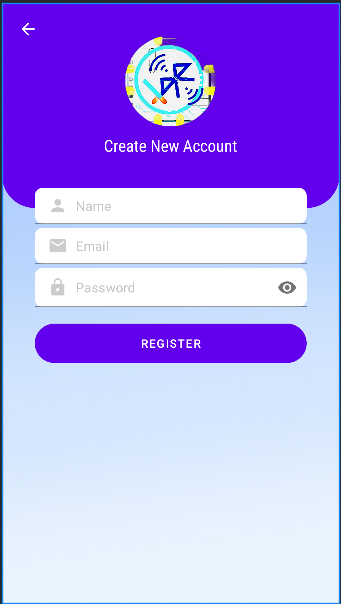 Create New Account
Name
Email
Password
REGISTER